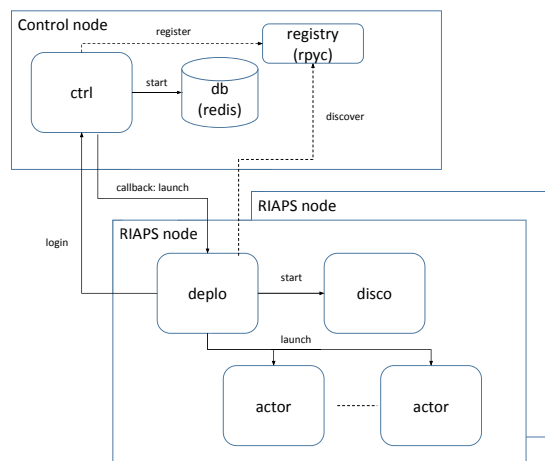 Control node
register
registry
(rpyc)
ctrl
start
db
(redis)
discover
callback: launch
RIAPS node
RIAPS node
login
deplo
start
disco
launch
actor
actor